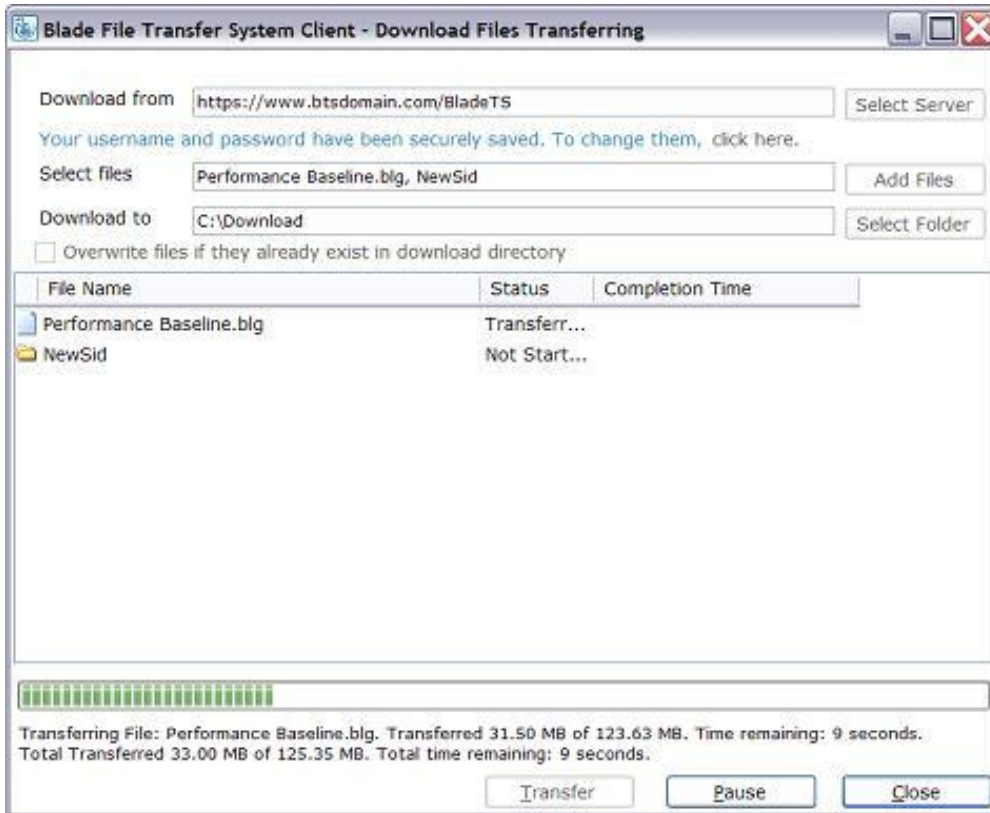 Blade File Transfer System Client - Download Files Transferring
Download from https://www.btsdomain.com/BladeTS Select Server
Your username and password have been securely saved. To change them, click here.
Select files Performance Baseline.blg, NewSid Add Files
Download to C:\Download Select Folder
Overwrite files if they already exist in download directory
File Name Status Completion Time
Performance Baseline.blg Transferr...
NewSid Not Start...
Transferring File: Performance Baseline.blg. Transferred 31.50 MB of 123.63 MB. Time remaining: 9 seconds.
Total Transferred 33.00 MB of 125.35 MB. Total time remaining: 9 seconds.
Transfer Pause Close